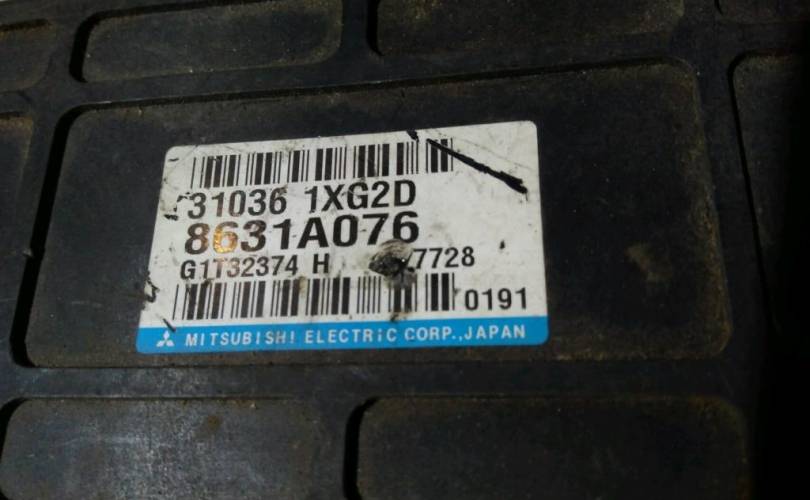 31036 1XG2D
8631A076
G1T32374 H 7728
0191
MITSUBISHI ELECTRIC CORP.,JAPAN